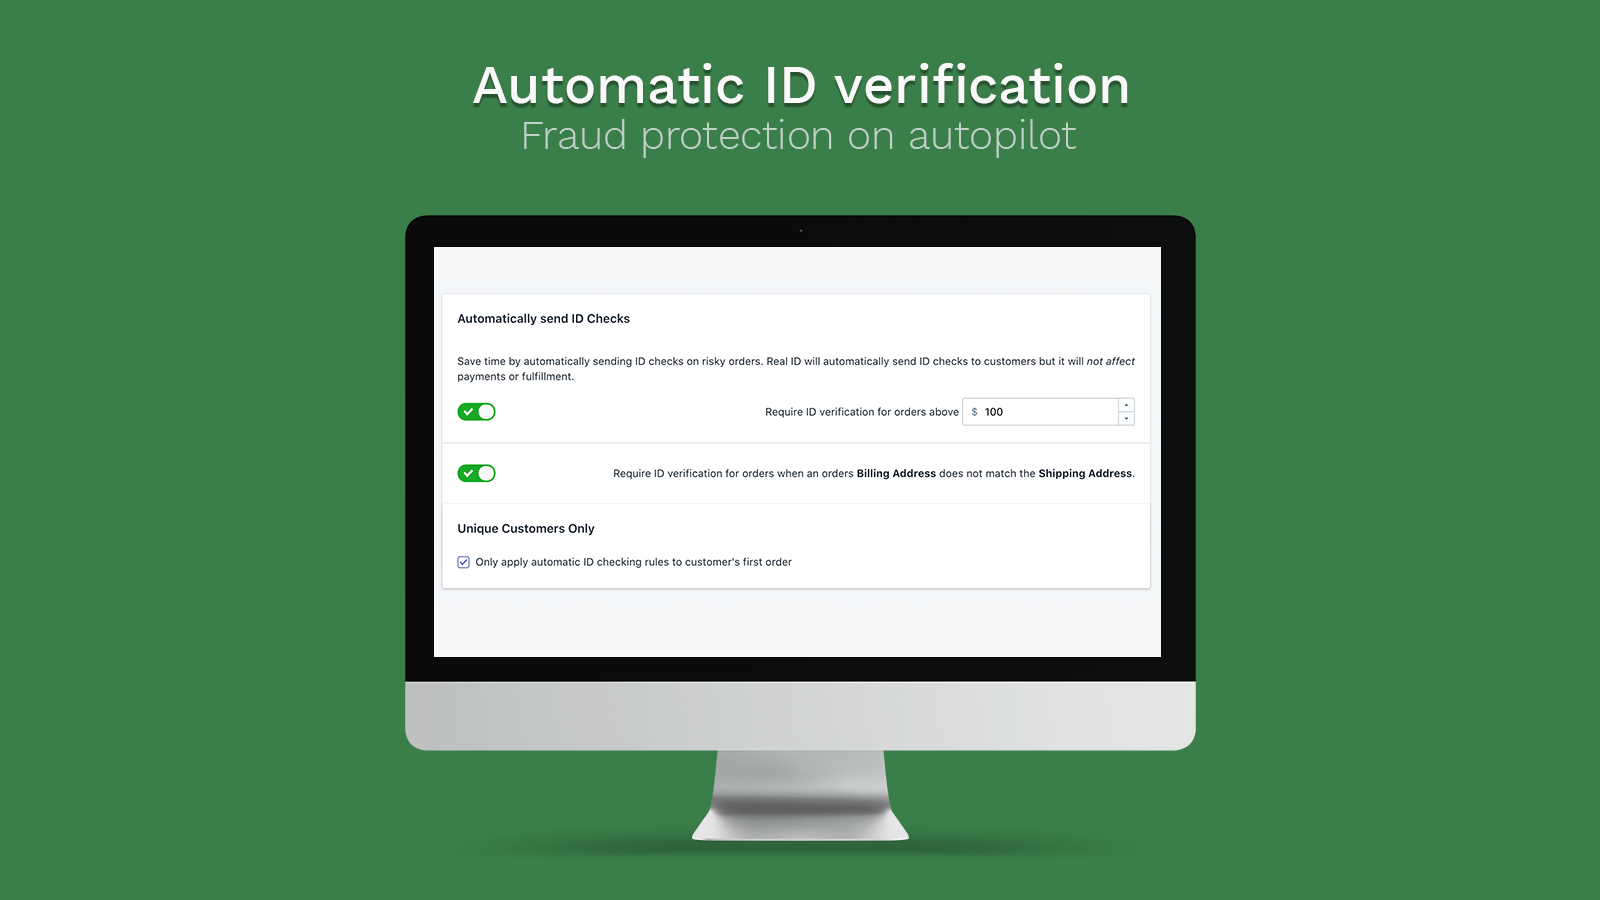 Automatic ID verification
Fraud protection on autopilot
Automatically send ID Checks
Save time by automatically sending ID checks on risky orders. Real ID will automatically send ID checks to customers but it will not affect
payments or fulfillment.
Require ID verification for orders above $ 100
Require ID verification for orders when an orders Billing Address does not match the Shipping Address.
Unique Customers Only
Only apply automatic ID checking rules to customer's first order